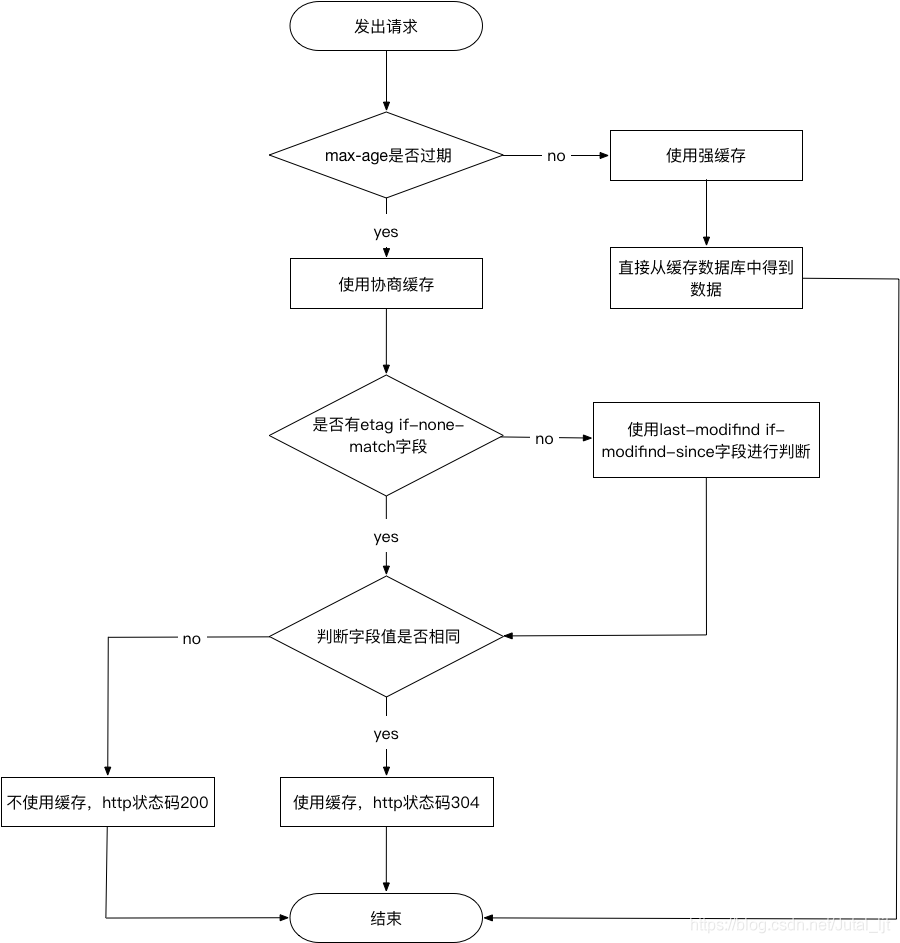 发出请求
max-age是否过期
no
使用强缓存
yes
直接从缓存数据库中得到
数据
使用协商缓存
是否有etag if-none-
match字段
no
使用last-modifind if-
modifind-since字段进行判断
yes
判断字段值是否相同
no
yes
不使用缓存，http状态码200
使用缓存，http状态码304
结束
https://blog.csdn.net/Jutal_ljt